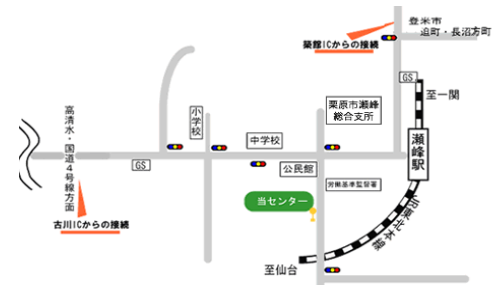 登米市
迫町・長沼方町
築館ICからの接続
GS
至一関
栗原市瀬峰
総合支所
小学校
中学校
高清水・国道4号線方面
GS
公民館
瀬峰駅
労働基準監督署
当センター
古川ICからの接続
JR東北本線
至仙台